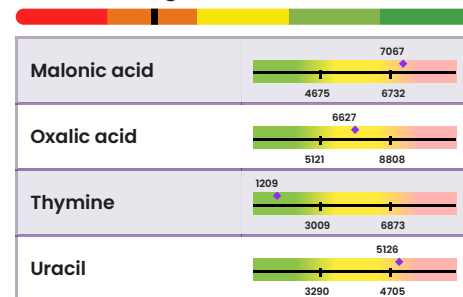 7067
Malonic acid
4675 6732
6627
Oxalic acid
5121 8808
1209
Thymine
3009 6873
5126
Uracil
3290 4705